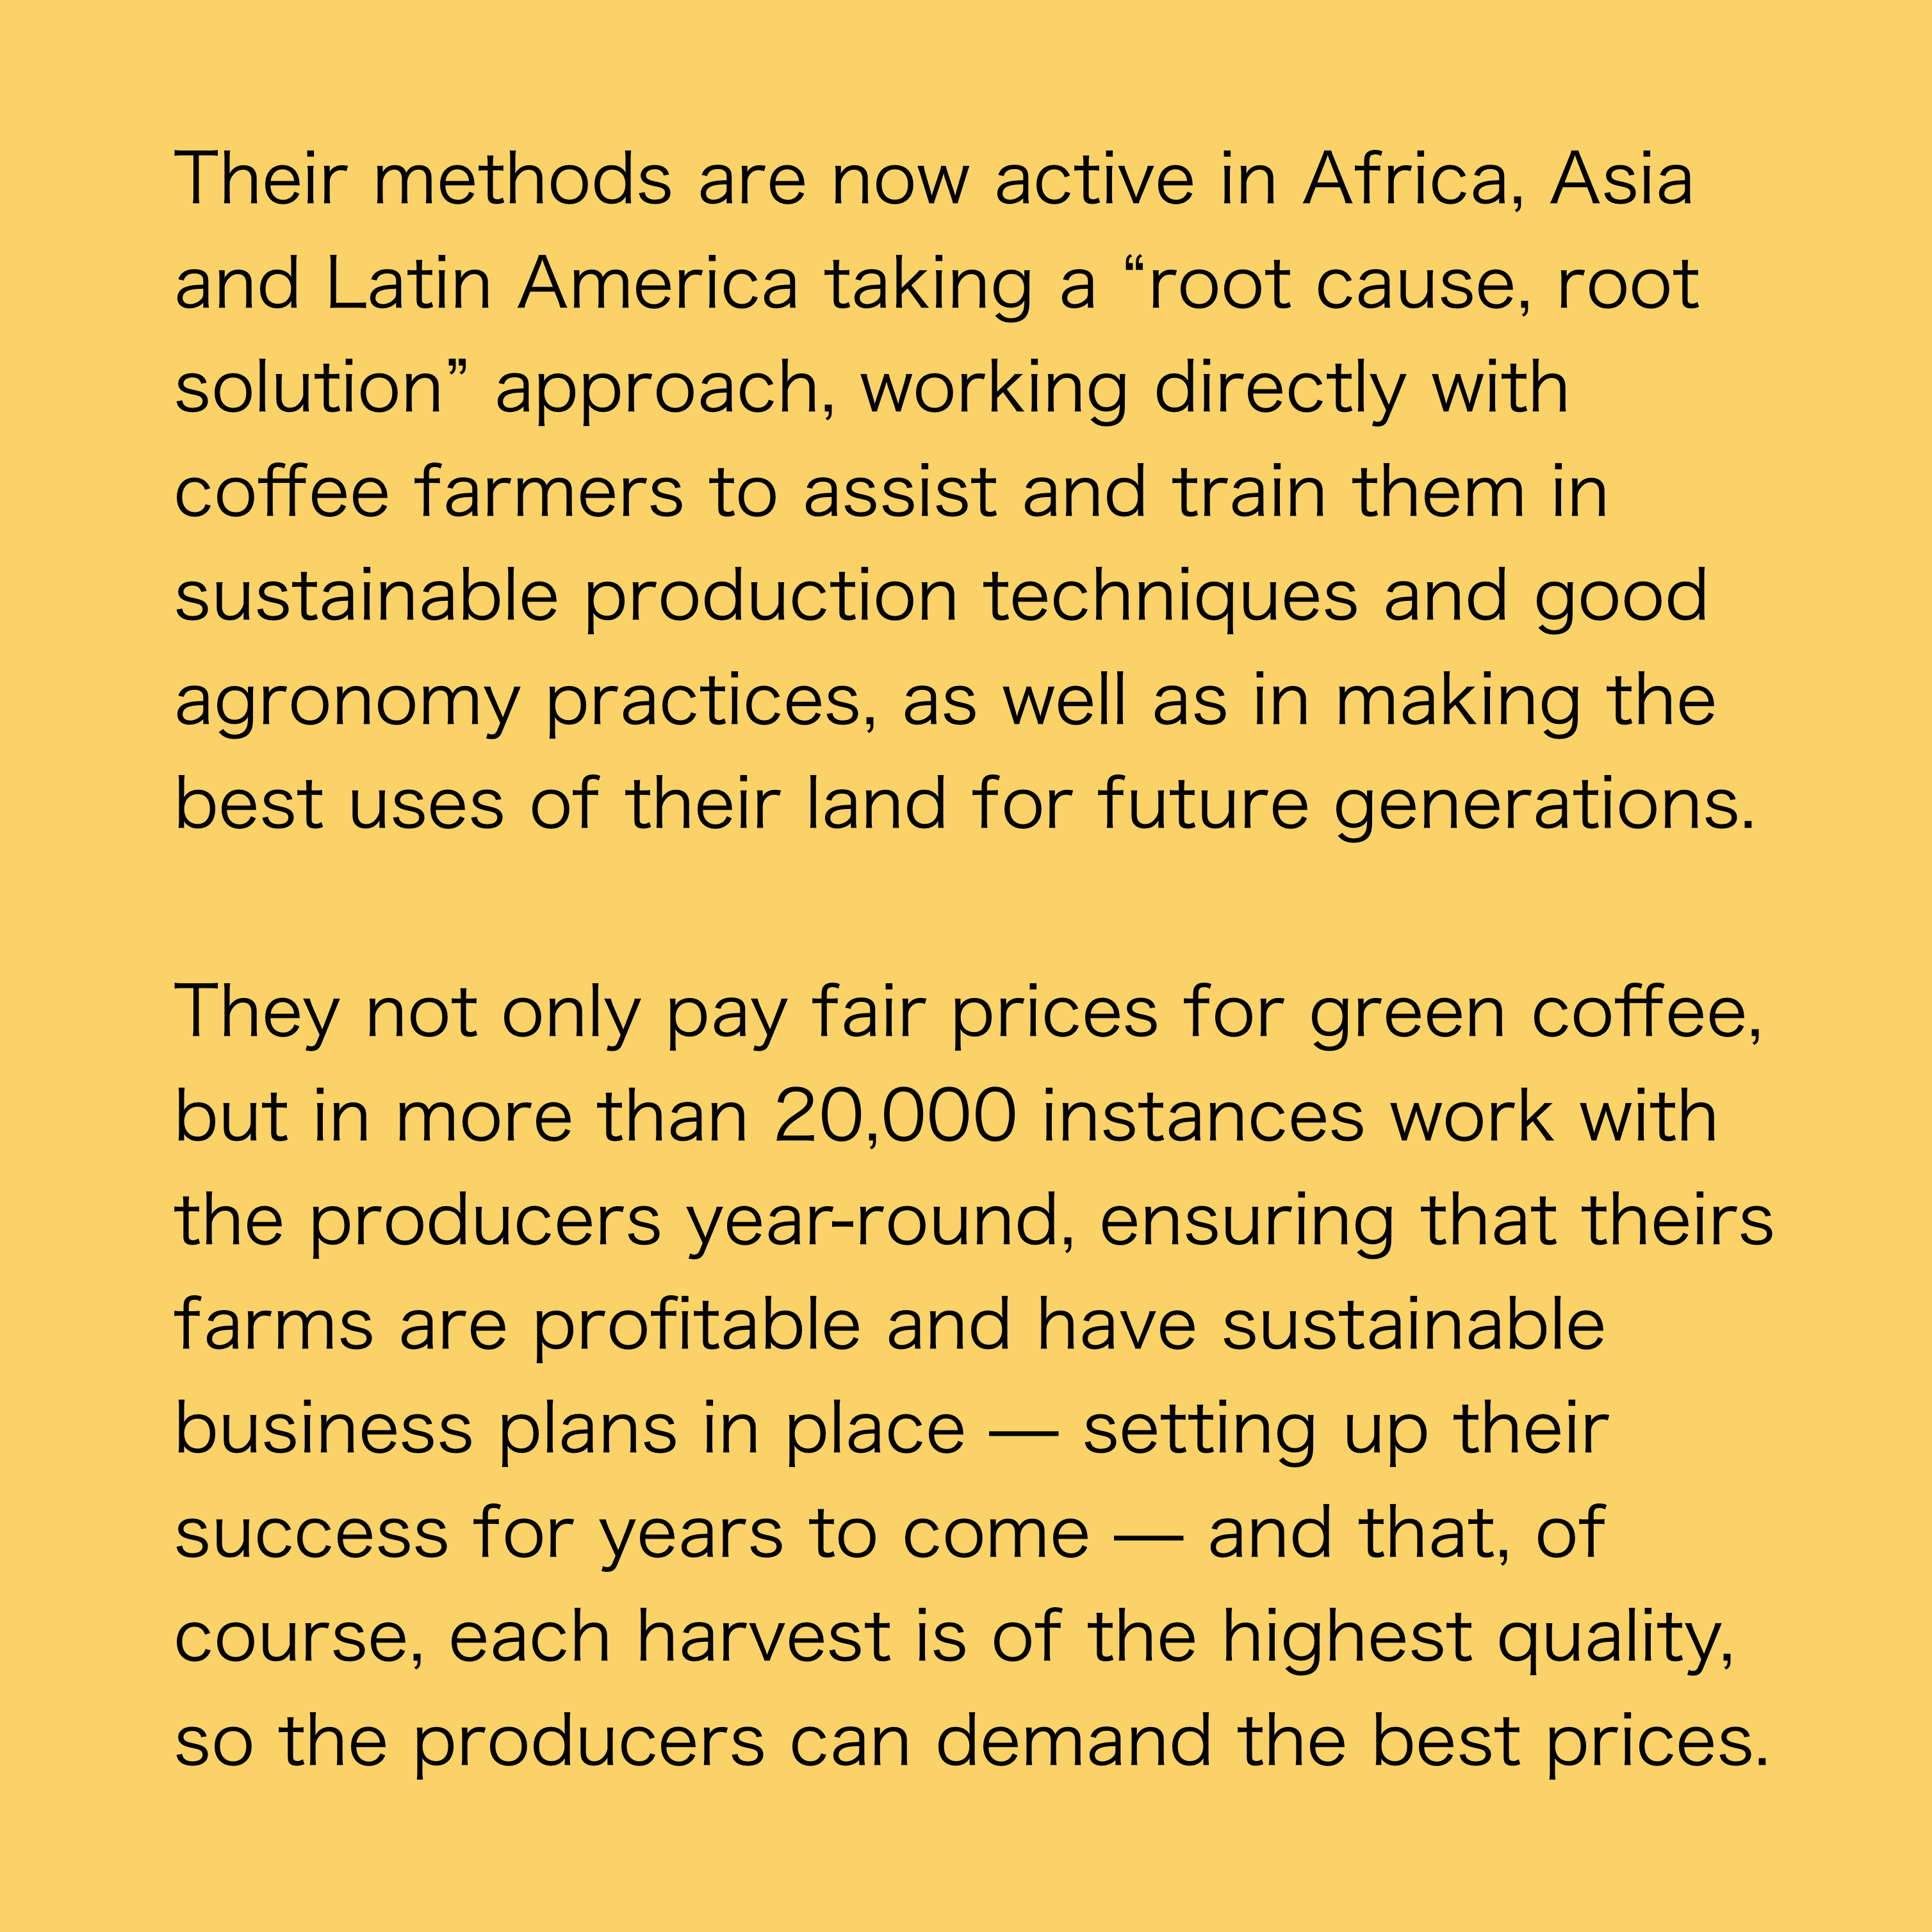 Their methods are now active in Africa, Asia
and Latin America taking a “root cause, root
solution” approach, working directly with
coffee farmers to assist and train them in
sustainable production techniques and good
agronomy practices, as well as in making the
best uses of their land for future generations.
They not only pay fair prices for green coffee,
but in more than 20,000 instances work with
the producers year-round, ensuring that theirs
farms are profitable and have sustainable
business plans in place — setting up their
success for years to come — and that, of
course, each harvest is of the highest quality,
so the producers can demand the best prices.